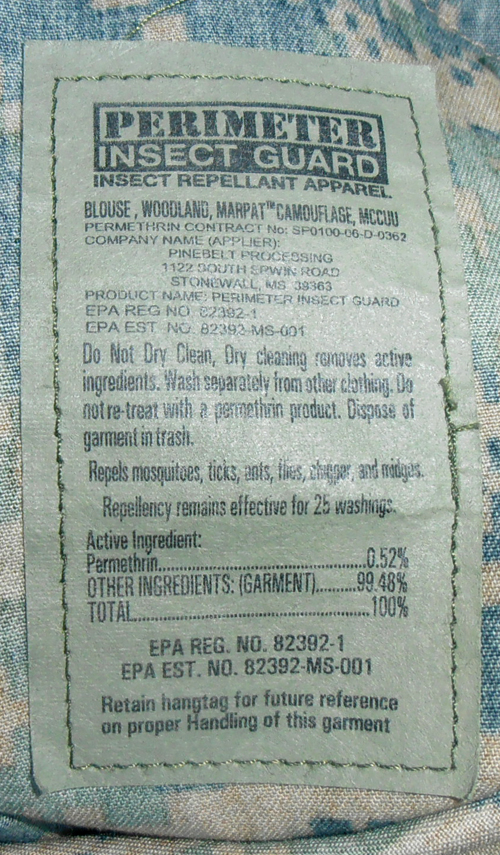 PERIMETER
INSECT GUARD
INSECT REPELLANT APPAREL
BLOUSE, WOODLAND, MARPAT™ CAMOUFLAGE, MCCUU
PERMETHRIN CONTRACT No: SP0100-06-D-0362
COMPANY NAME (APPLIER):
PINEBELT PROCESSING
1122 SOUTH ERWIN ROAD
STONEWALL, MS 39363
PRODUCT NAME: PERIMETER INSECT GUARD
EPA REG NO 82392-1
EPA EST. NO. 82392-MS-001
Do Not Dry Clean, Dry cleaning removes active
ingredients. Wash separately from other clothing. Do
not re-treat with a permethrin product. Dispose of
garment in trash.
Repels mosquitoes, ticks, ants, flies, chigger, and midges.
Repellency remains effective for 25 washings.
Active Ingredient:
Permethrin..............................0.52%
OTHER INGREDIENTS: (GARMENT).........99.48%
TOTAL.......................................100%
EPA REG. NO. 82392-1
EPA EST. NO. 82392-MS-001
Retain hangtag for future reference
on proper Handling of this garment